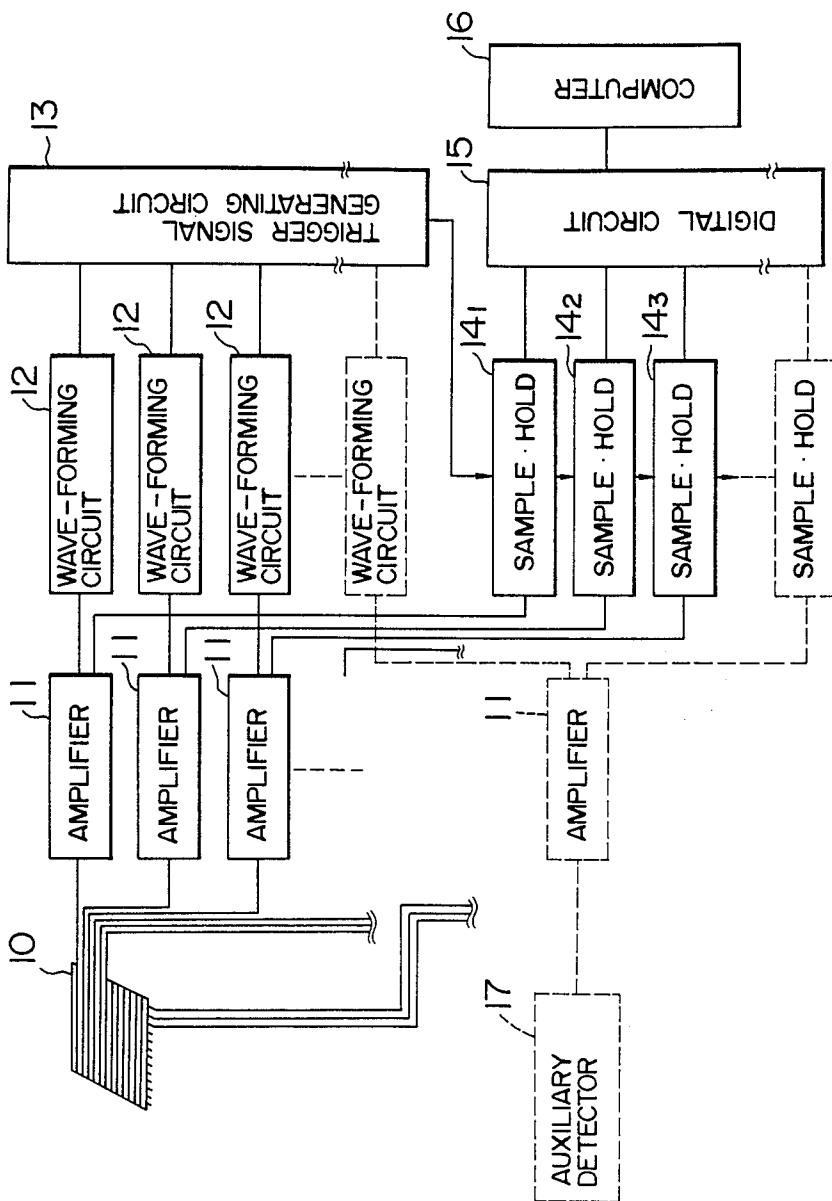 10
11
AMPLIFIER
11
AMPLIFIER
11
AMPLIFIER
12
WAVE-FORMING
CIRCUIT
12
WAVE-FORMING
CIRCUIT
12
WAVE-FORMING
CIRCUIT
WAVE-FORMING
CIRCUIT
13
TRIGGER SIGNAL
GENERATING CIRCUIT
14₁
SAMPLE·HOLD
14₂
SAMPLE·HOLD
14₃
SAMPLE·HOLD
SAMPLE·HOLD
15
DIGITAL CIRCUIT
16
COMPUTER
17
AUXILIARY
DETECTOR
11
AMPLIFIER